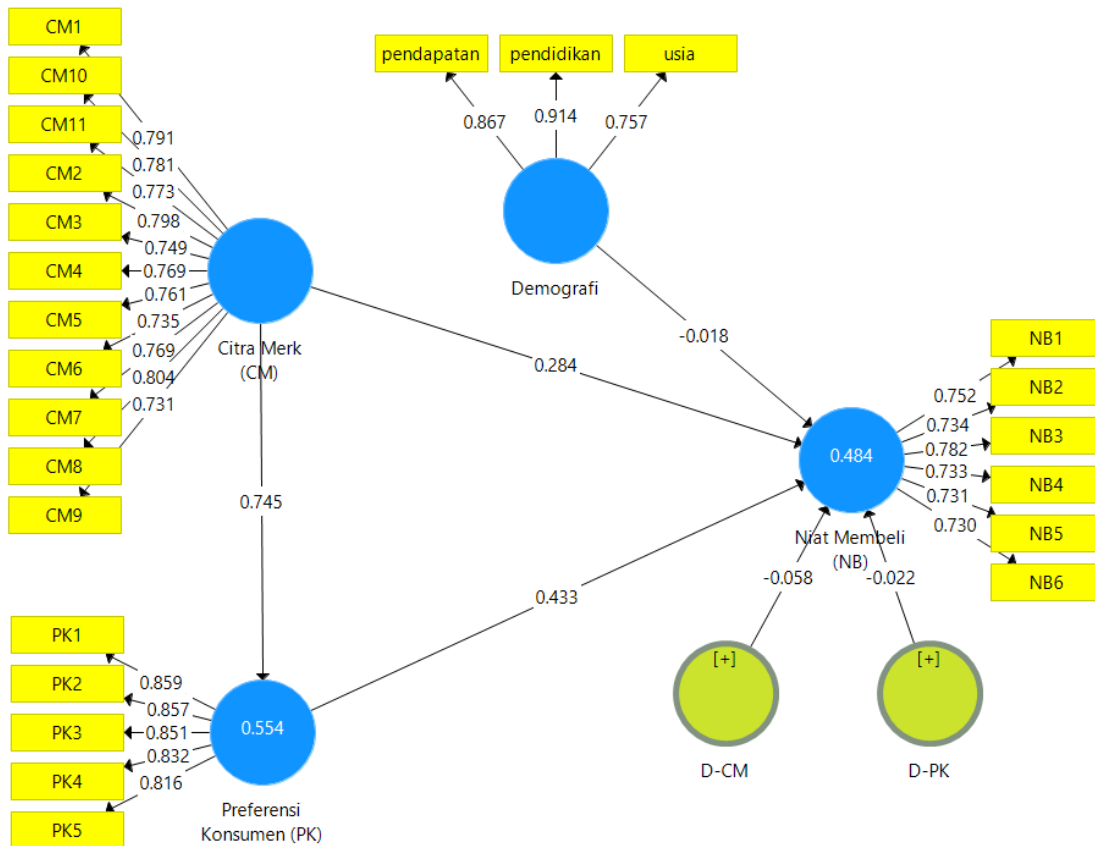 CM1
CM10
CM11
CM2
CM3
CM4
CM5
CM6
CM7
CM8
CM9
0.791
0.781
0.773
0.798
0.749
0.769
0.761
0.735
0.769
0.804
0.731
Citra Merk
(CM)
pendapatan
pendidikan
usia
0.867
0.914
0.757
Demografi
-0.018
0.284
0.745
0.433
NB1
NB2
NB3
NB4
NB5
NB6
0.752
0.734
0.782
0.733
0.731
0.730
0.484
Niat Membeli
(NB)
-0.058
-0.022
[+]
[+]
D-CM
D-PK
PK1
PK2
PK3
PK4
PK5
0.859
0.857
0.851
0.832
0.816
0.554
Preferensi
Konsumen (PK)